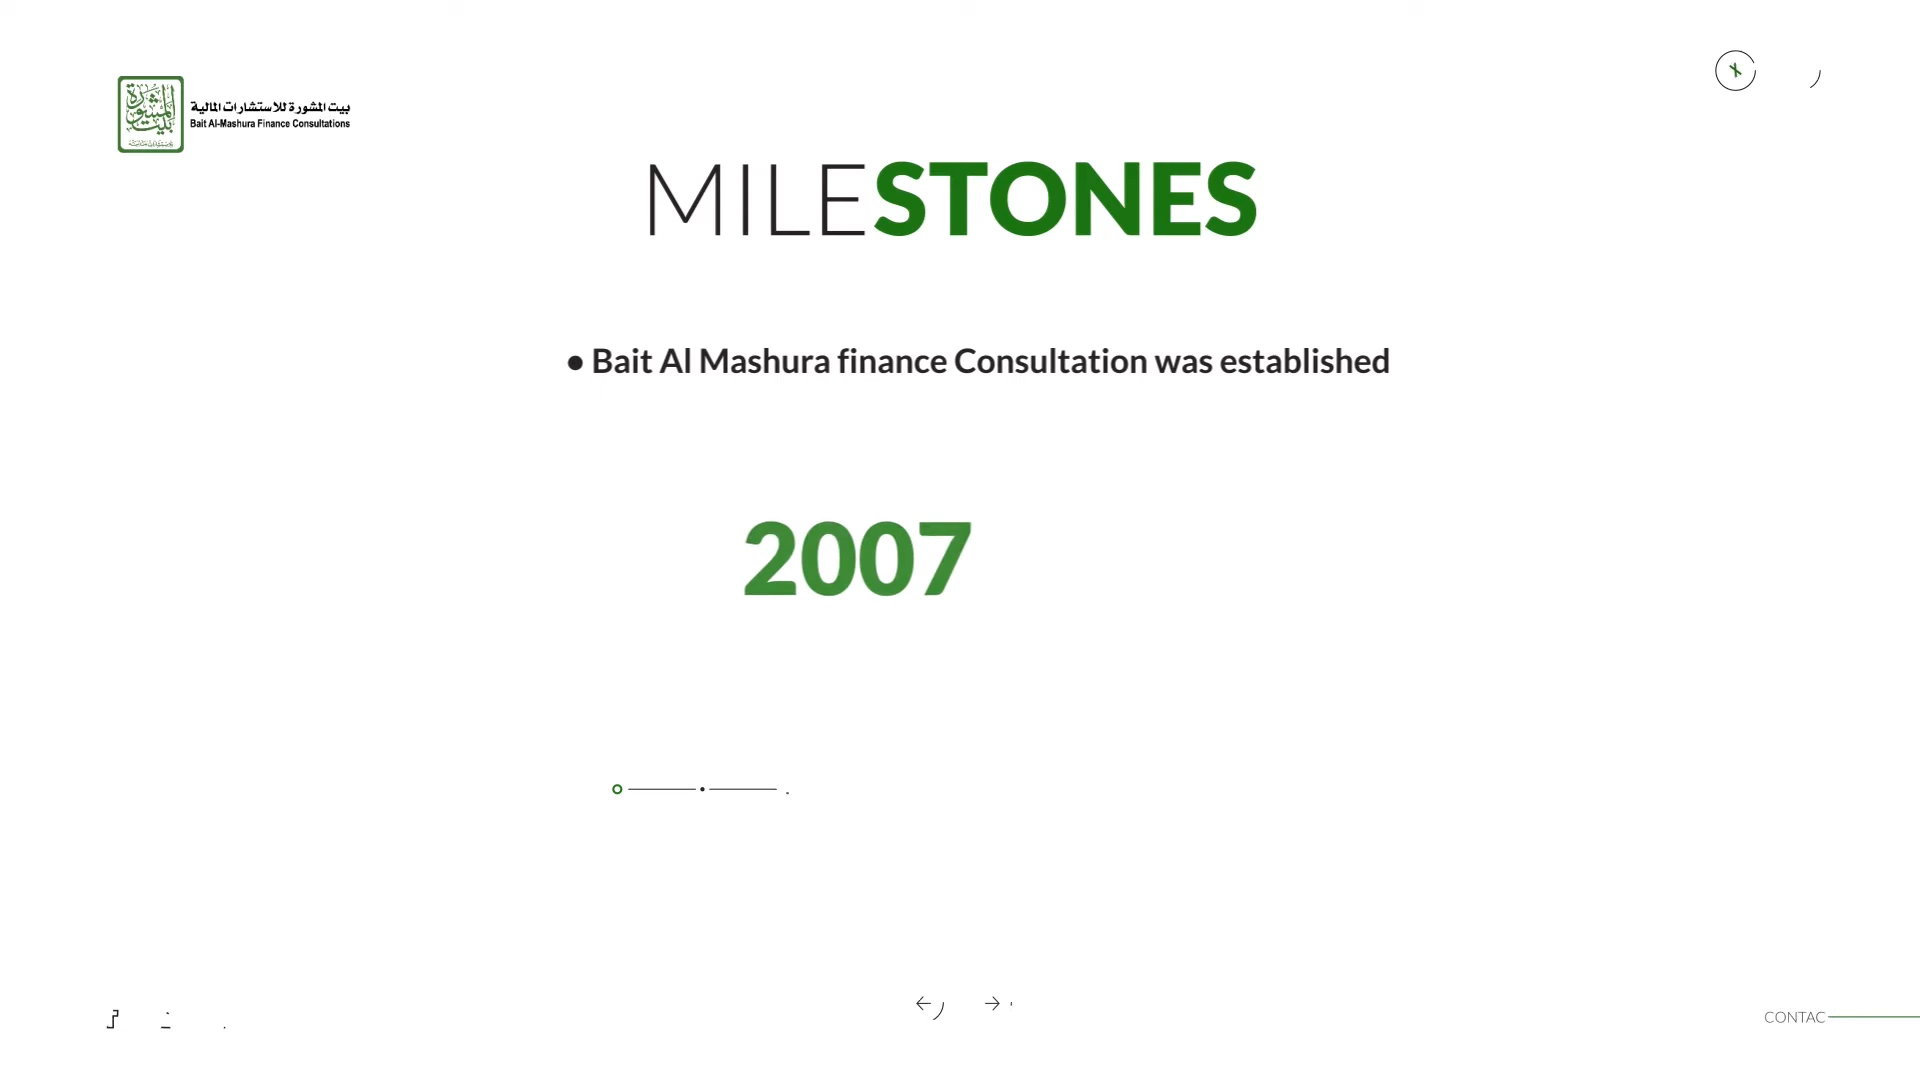 بيت المشورة للاستشارات المالية
Bait Al-Mashura Finance Consultations
MILESTONES
● Bait Al Mashura finance Consultation was established
2007
CONTAC